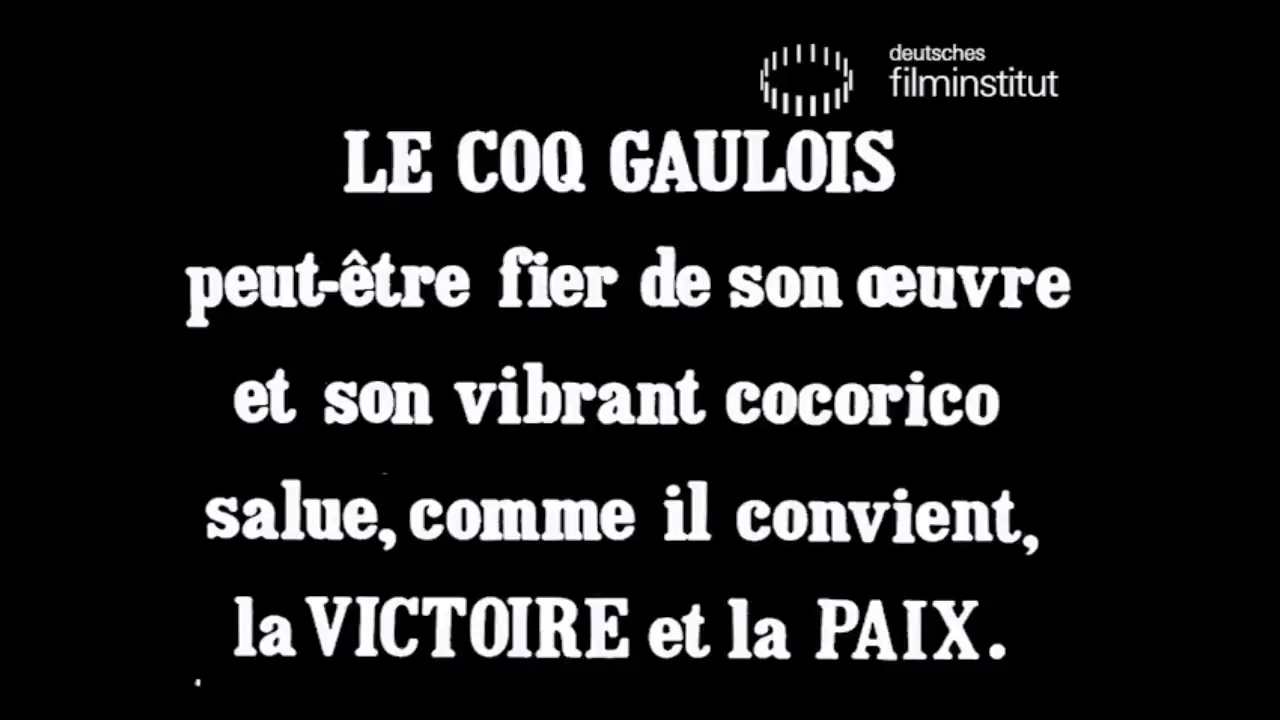 deutsches
filminstitut
LE COQ GAULOIS
peut-être fier de son œuvre
et son vibrant cocorico
salue, comme il convient,
la VICTOIRE et la PAIX.